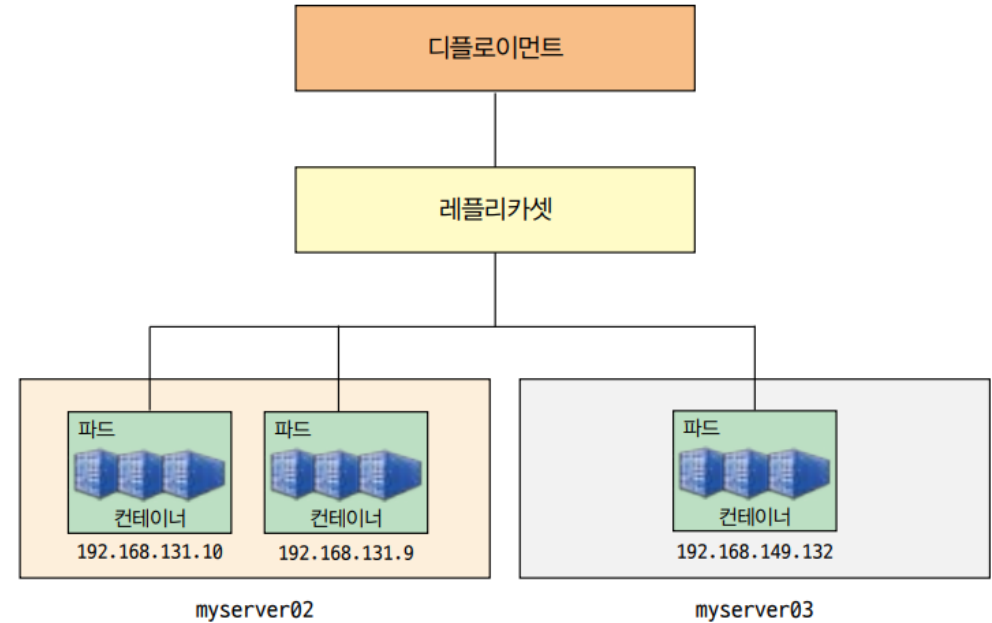 디플로이먼트
레플리카셋
파드
컨테이너
192.168.131.10
파드
컨테이너
192.168.131.9
파드
컨테이너
192.168.149.132
myserver02
myserver03